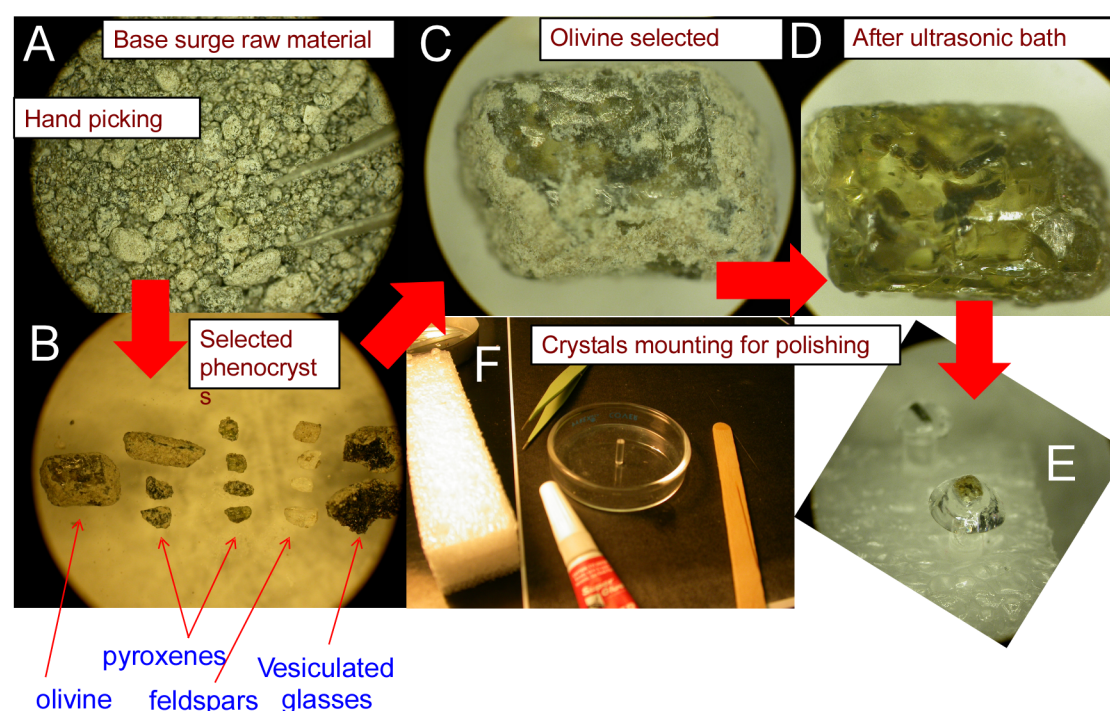 A
Base surge raw material
Hand picking
C
Olivine selected
D
After ultrasonic bath
B
Selected
phenocryst
s
F
Crystals mounting for polishing
E
olivine
pyroxenes
feldspars
Vesiculated
glasses